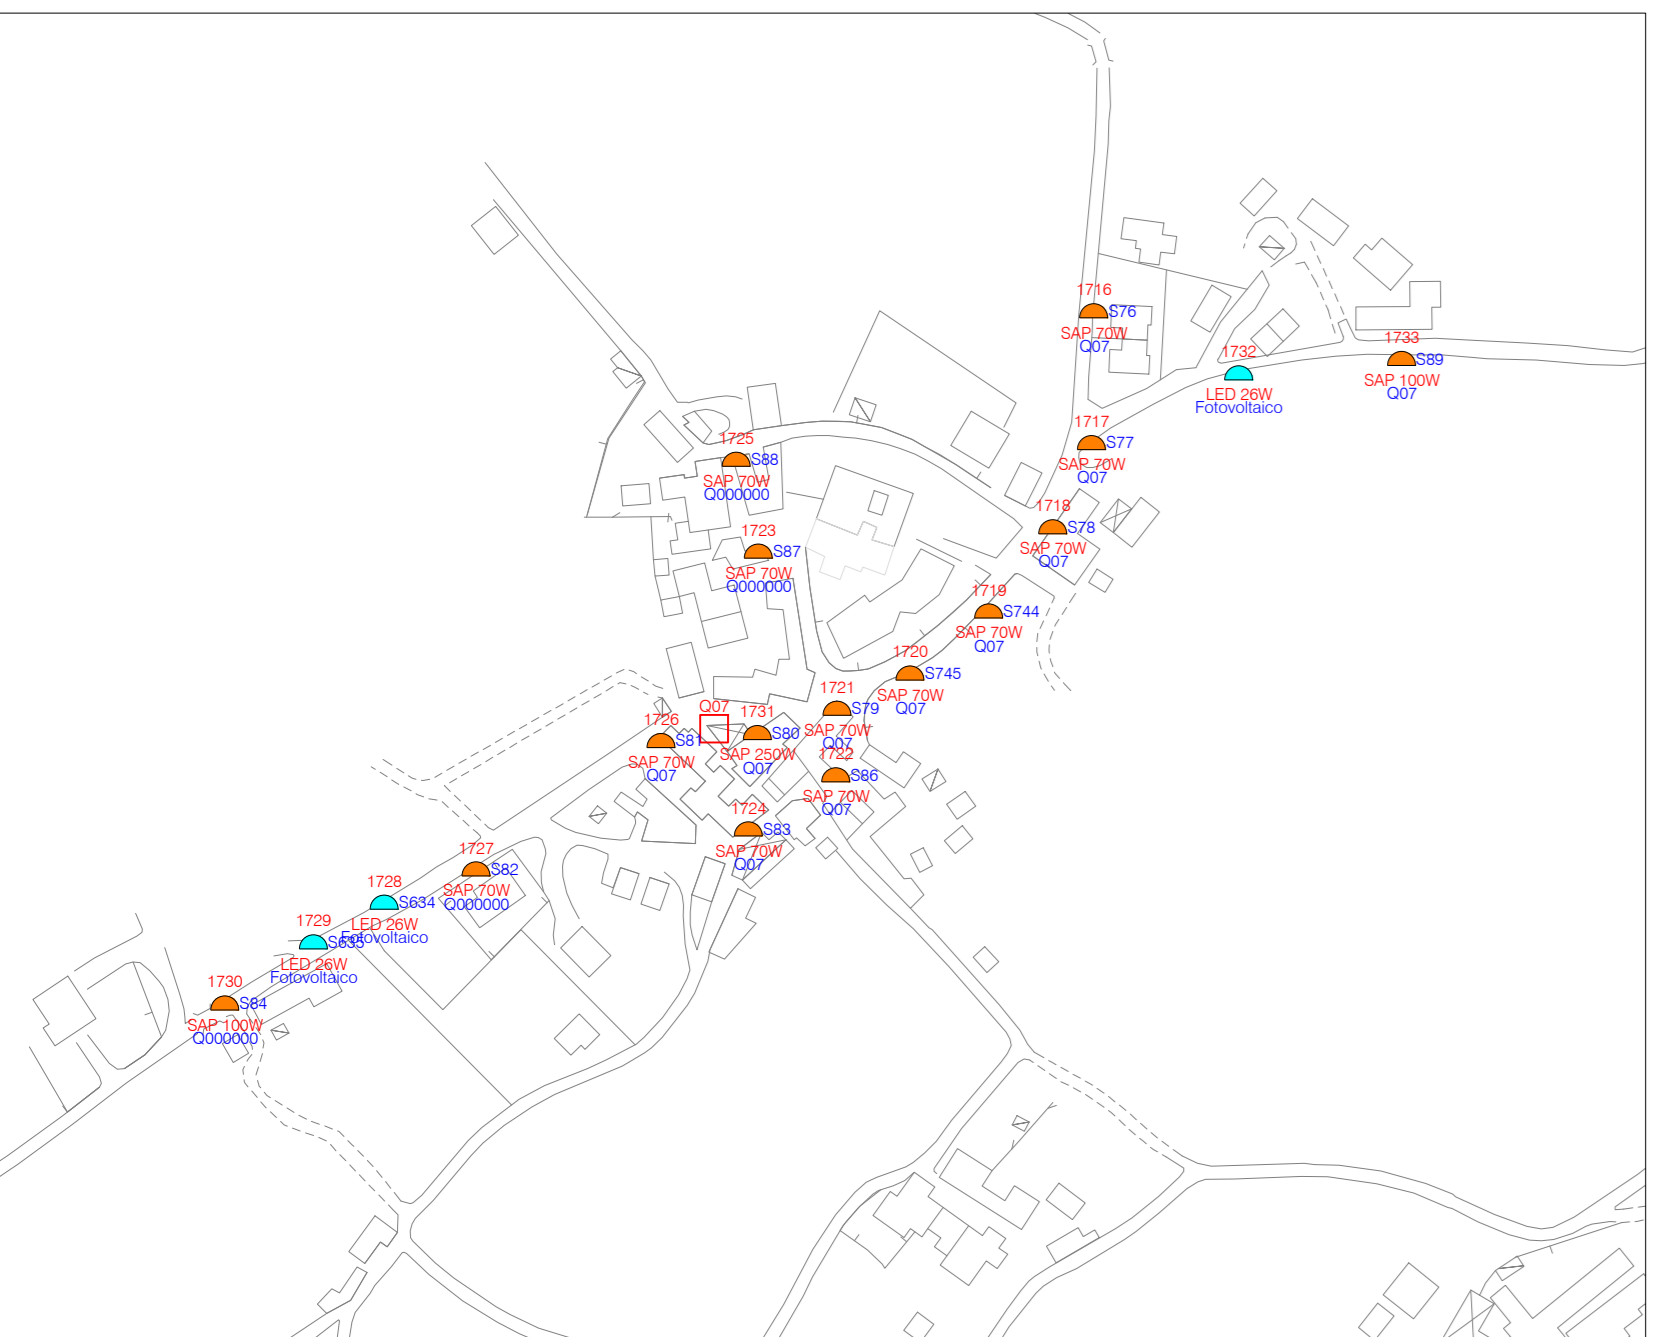 1716
S76
SAP 70W
Q07
1733
S89
SAP 100W
Q07
1732
LED 26W
Fotovoltaico
1717
S77
SAP 70W
Q07
1725
S88
SAP 70W
Q000000
1718
S78
SAP 70W
Q07
1723
S87
SAP 70W
Q000000
1719
S744
SAP 70W
Q07
1720
S745
SAP 70W
Q07
1721
S79
SAP 70W
Q07
Q07
1731
S80
SAP 250W
Q07
1726
S81
SAP 70W
Q07
1722
S86
SAP 70W
Q07
1724
S83
SAP 70W
Q07
1727
S82
SAP 70W
Q000000
1728
S634
LED 26W
Fotovoltaico
1729
S635
LED 26W
Fotovoltaico
1730
S84
SAP 100W
Q000000